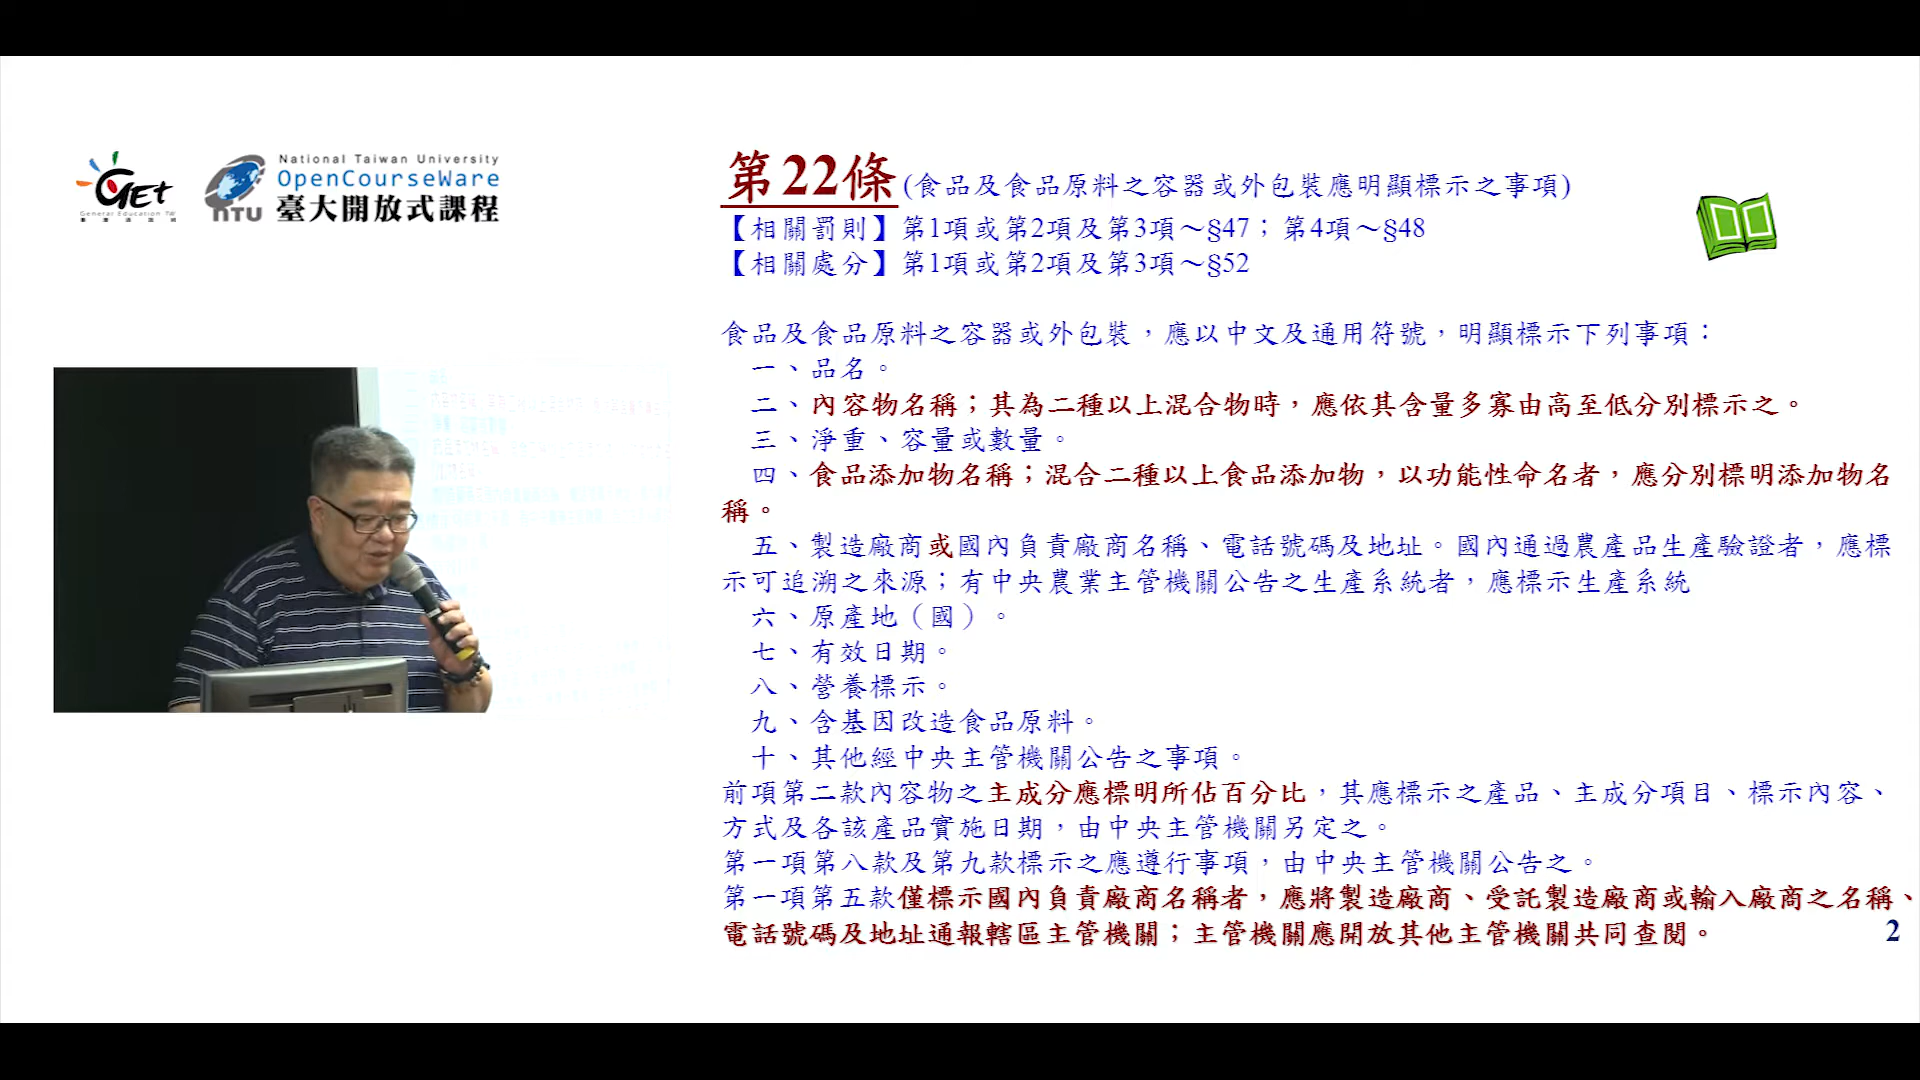 GET
General Education TW
NTU
National Taiwan University
OpenCourseWare
臺大開放式課程
第22條(食品及食品原料之容器或外包裝應明顯標示之事項)
【相關罰則】第1項或第2項及第3項～§47；第4項～§48
【相關處分】第1項或第2項及第3項～§52
食品及食品原料之容器或外包裝，應以中文及通用符號，明顯標示下列事項：
一、品名。
二、內容物名稱；其為二種以上混合物時，應依其含量多寡由高至低分別標示之。
三、淨重、容量或數量。
四、食品添加物名稱；混合二種以上食品添加物，以功能性命名者，應分別標明添加物名
稱。
五、製造廠商或國內負責廠商名稱、電話號碼及地址。國內通過農產品生產驗證者，應標
示可追溯之來源；有中央農業主管機關公告之生產系統者，應標示生產系統
六、原產地（國）。
七、有效日期。
八、營養標示。
九、含基因改造食品原料。
十、其他經中央主管機關公告之事項。
前項第二款內容物之主成分應標明所佔百分比，其應標示之產品、主成分項目、標示內容、
方式及各該產品實施日期，由中央主管機關另定之。
第一項第八款及第九款標示之應遵行事項，由中央主管機關公告之。
第一項第五款僅標示國內負責廠商名稱者，應將製造廠商、受託製造廠商或輸入廠商之名稱、
電話號碼及地址通報轄區主管機關；主管機關應開放其他主管機關共同查閱。
2